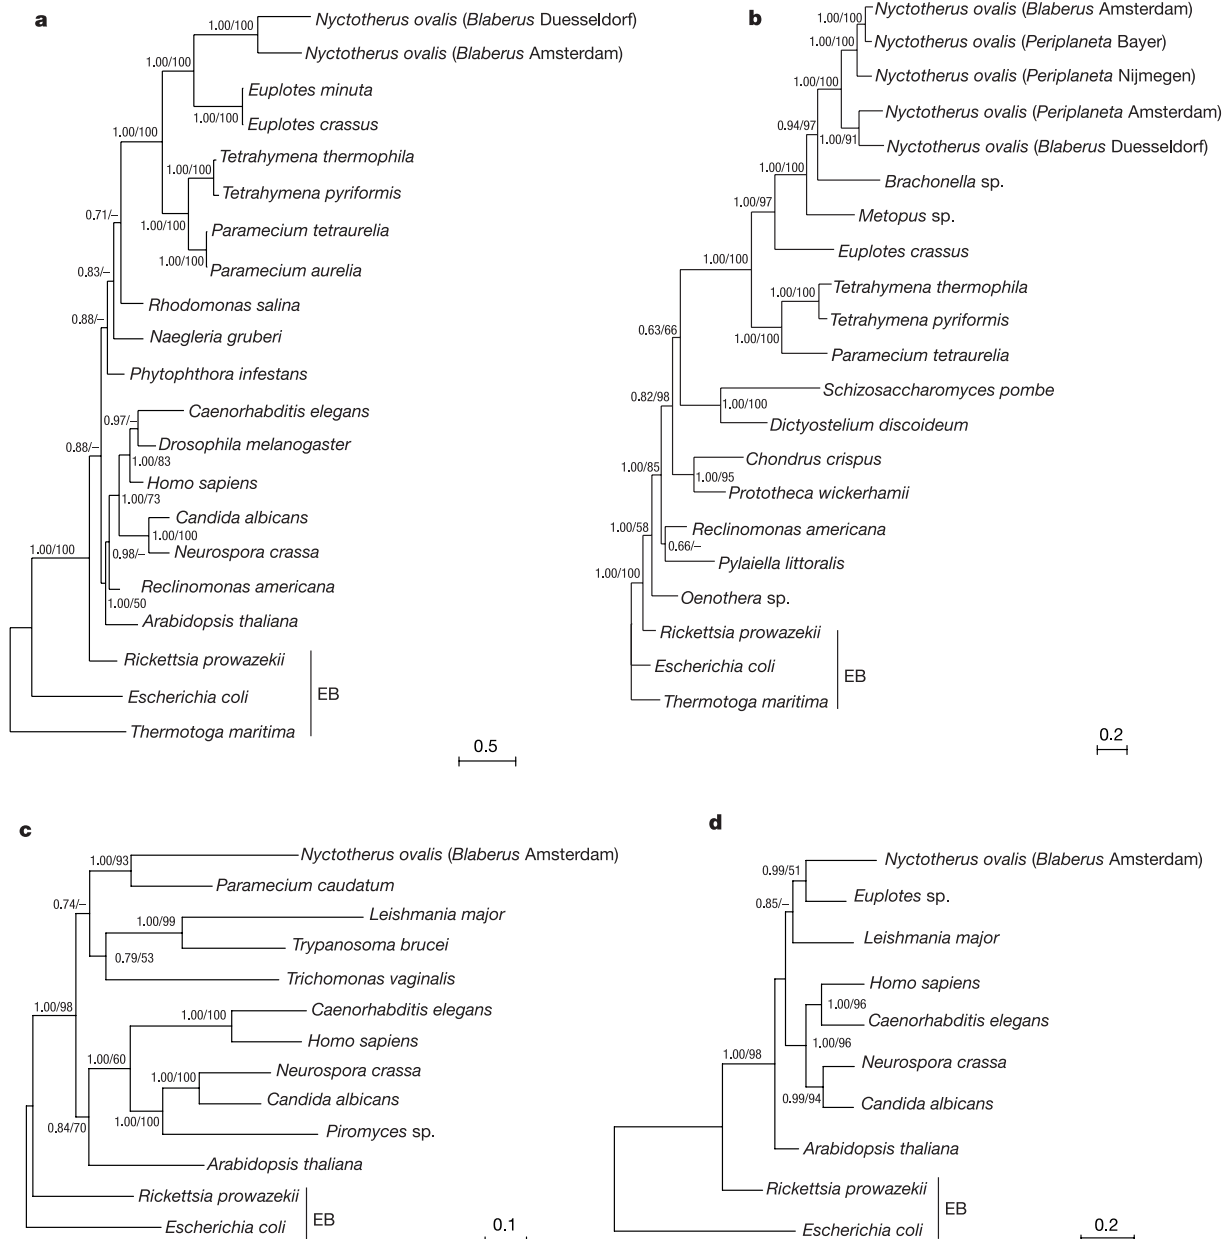 a
1.00/100
Nyctotherus ovalis (Blaberus Duesseldorf)
Nyctotherus ovalis (Blaberus Amsterdam)
1.00/100
Euplotes minuta
1.00/100
Euplotes crassus
1.00/100
Tetrahymena thermophila
1.00/100
Tetrahymena pyriformis
1.00/100
Paramecium tetraurelia
1.00/100
Paramecium aurelia
0.71/–
Rhodomonas salina
0.83/–
Naegleria gruberi
0.88/–
Phytophthora infestans
Caenorhabditis elegans
0.97/–
Drosophila melanogaster
0.88/–
1.00/83
Homo sapiens
1.00/73
Candida albicans
1.00/100
Neurospora crassa
0.98/–
1.00/100
Reclinomonas americana
1.00/50
Arabidopsis thaliana
Rickettsia prowazekii
Escherichia coli
EB
Thermotoga maritima
0.5
b
Nyctotherus ovalis (Blaberus Amsterdam)
1.00/100
Nyctotherus ovalis (Periplaneta Bayer)
1.00/100
Nyctotherus ovalis (Periplaneta Nijmegen)
1.00/100
Nyctotherus ovalis (Periplaneta Amsterdam)
0.94/97
1.00/91
Nyctotherus ovalis (Blaberus Duesseldorf)
1.00/100
Brachonella sp.
1.00/97
Metopus sp.
Euplotes crassus
1.00/100
Tetrahymena thermophila
1.00/100
Tetrahymena pyriformis
1.00/100
Paramecium tetraurelia
0.63/66
Schizosaccharomyces pombe
0.82/98
1.00/100
Dictyostelium discoideum
Chondrus crispus
1.00/85
1.00/95
Prototheca wickerhamii
1.00/58
Reclinomonas americana
0.66/–
Pylaiella littoralis
1.00/100
Oenothera sp.
Rickettsia prowazekii
Escherichia coli
EB
Thermotoga maritima
0.2
c
1.00/93
Nyctotherus ovalis (Blaberus Amsterdam)
Paramecium caudatum
0.74/–
Leishmania major
1.00/99
Trypanosoma brucei
0.79/53
Trichomonas vaginalis
1.00/98
Caenorhabditis elegans
1.00/100
Homo sapiens
1.00/60
Neurospora crassa
1.00/100
Candida albicans
1.00/100
Piromyces sp.
0.84/70
Arabidopsis thaliana
Rickettsia prowazekii
EB
Escherichia coli
0.1
d
Nyctotherus ovalis (Blaberus Amsterdam)
0.99/51
Euplotes sp.
0.85/–
Leishmania major
Homo sapiens
1.00/96
Caenorhabditis elegans
1.00/96
1.00/98
Neurospora crassa
0.99/94
Candida albicans
Arabidopsis thaliana
Rickettsia prowazekii
EB
Escherichia coli
0.2